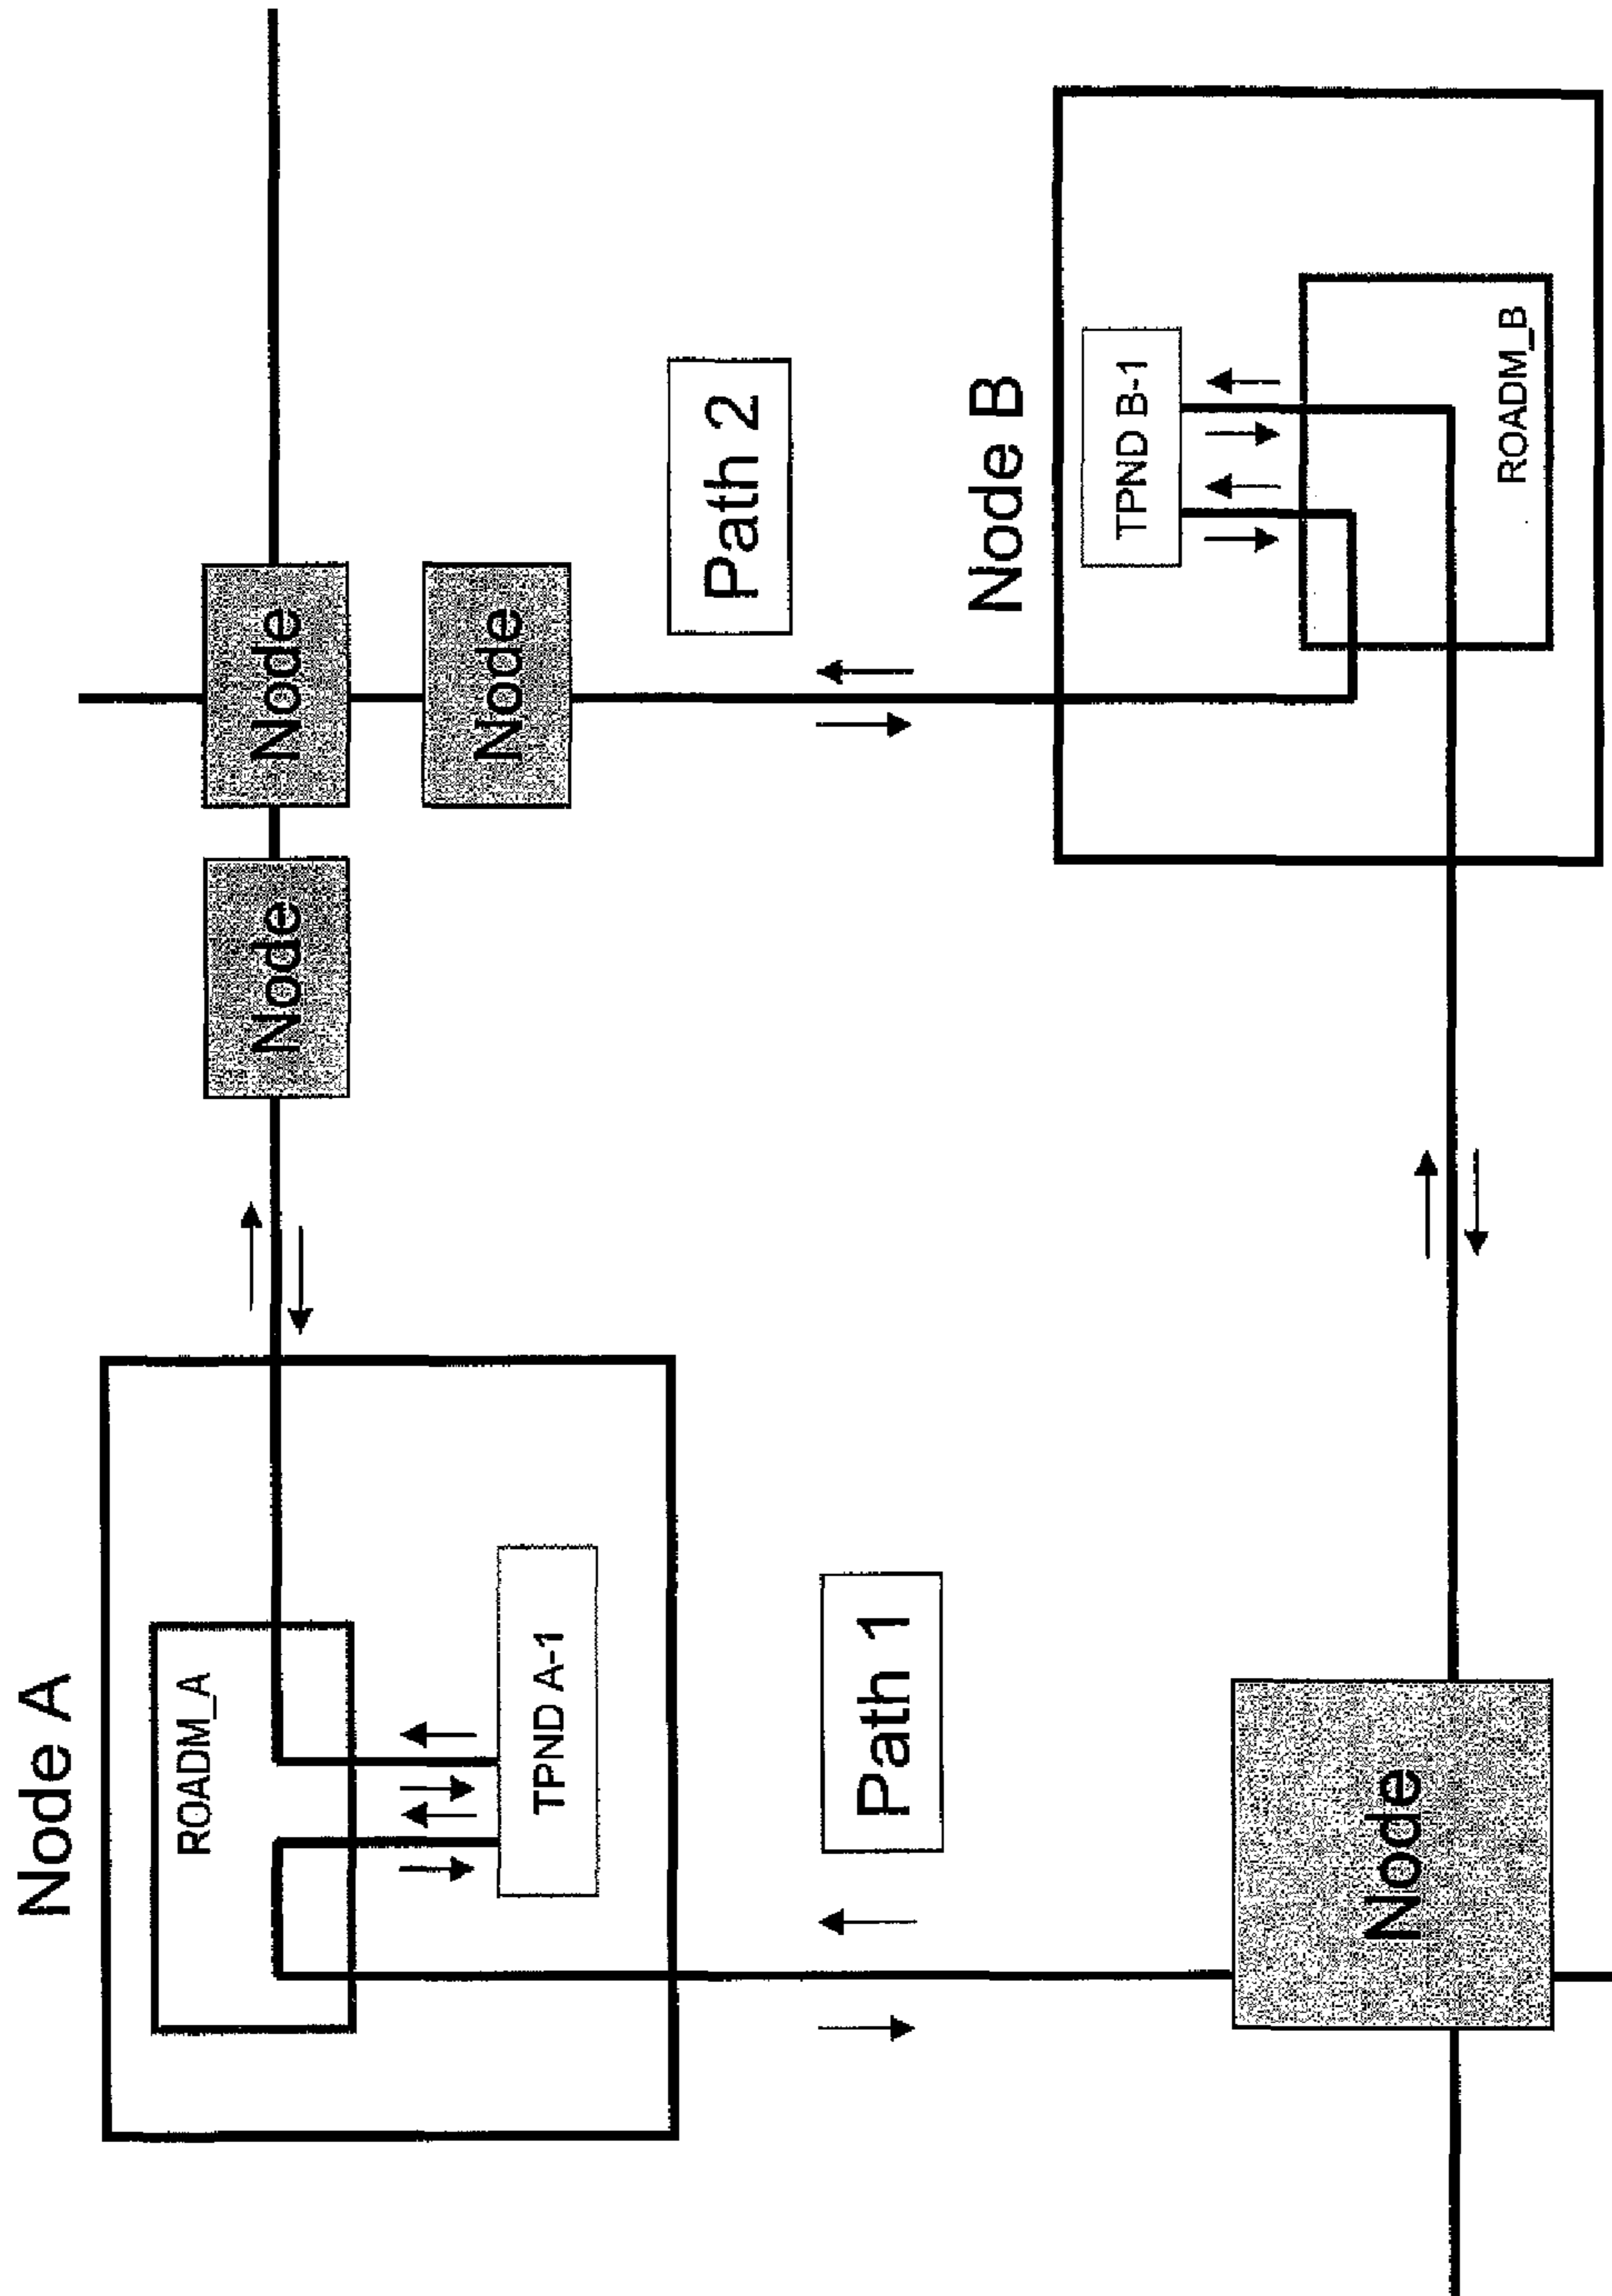 Node A
ROADM_A
TPND A-1
Path 1
Node
Node
Node
Node
Path 2
Node B
TPND B-1
ROADM_B